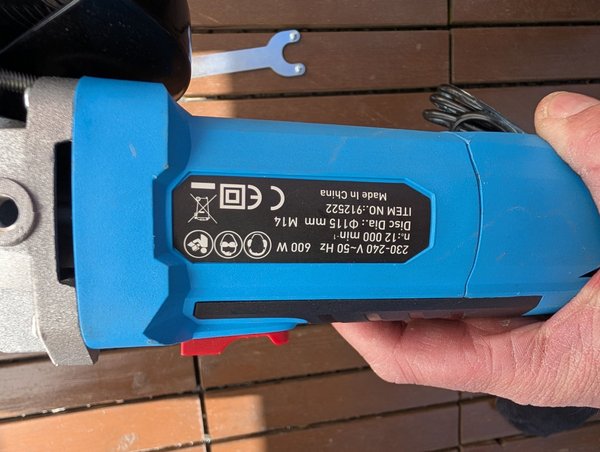 230-240 V~50 Hz 600 W
n.:12 000 min⁻¹
Disc Dia.: Φ115 mm M14
ITEM NO.:912522
Made In China
CE